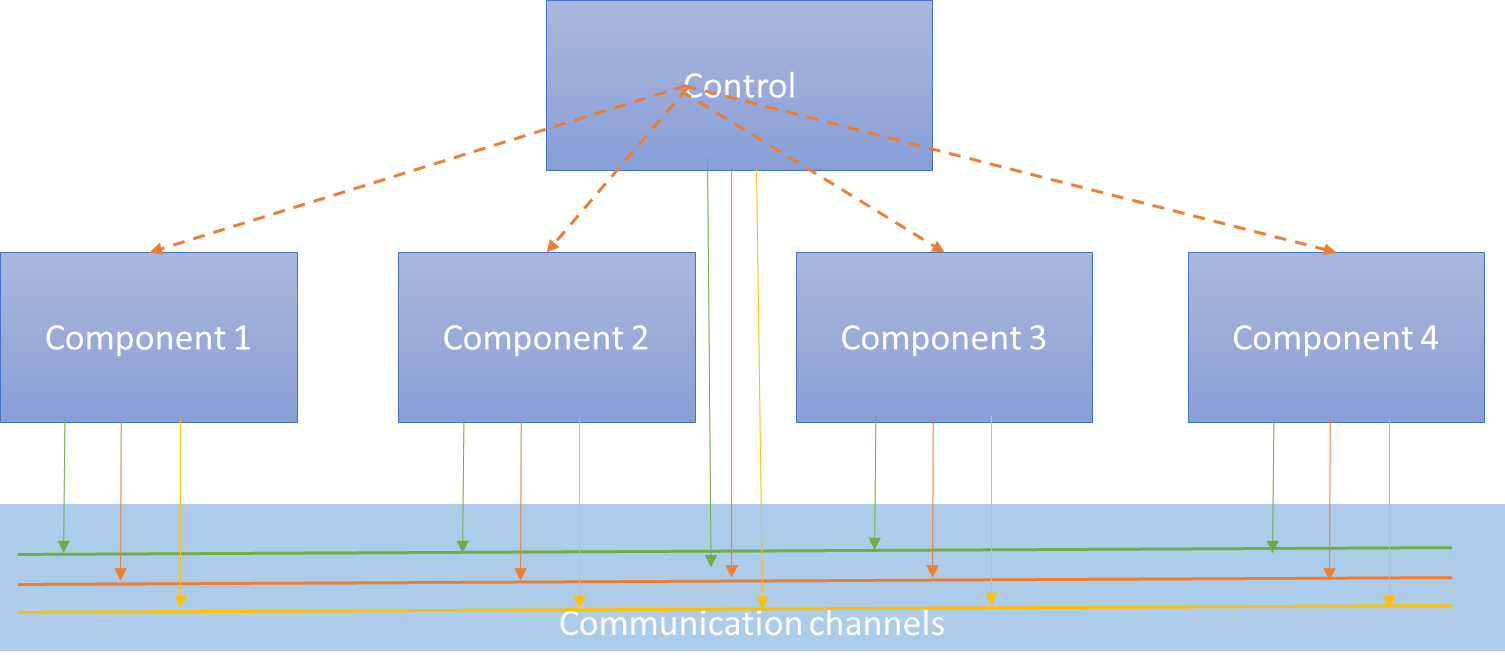 Control
Component 1
Component 2
Component 3
Component 4
Communication channels